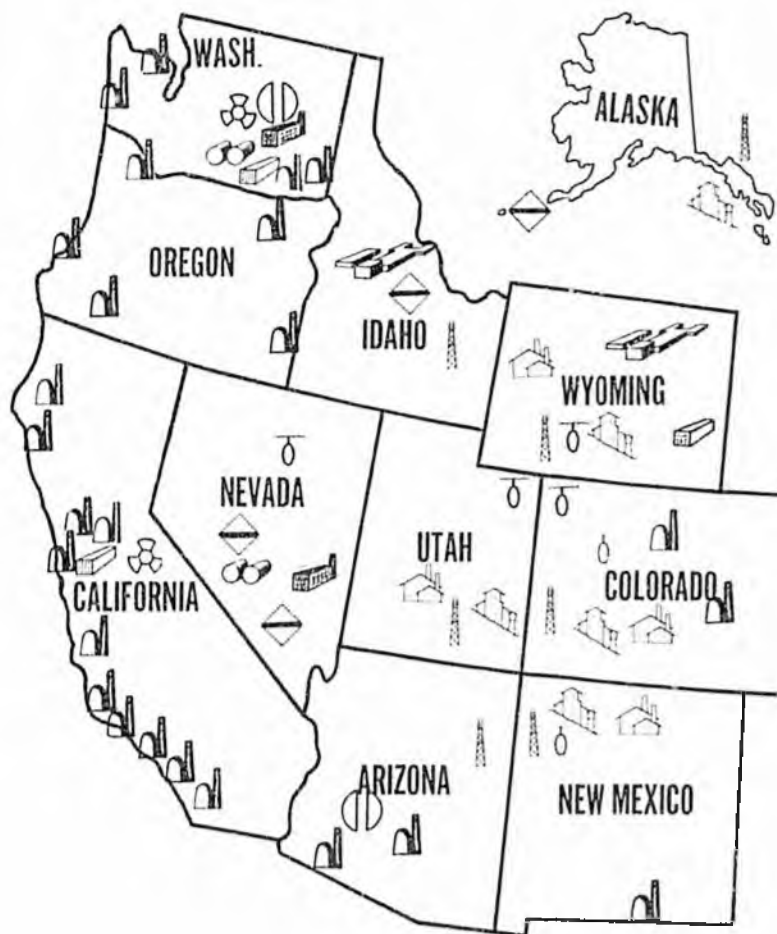 WASH.
ALASKA
OREGON
IDAHO
WYOMING
NEVADA
UTAH
COLORADO
CALIFORNIA
ARIZONA
NEW MEXICO